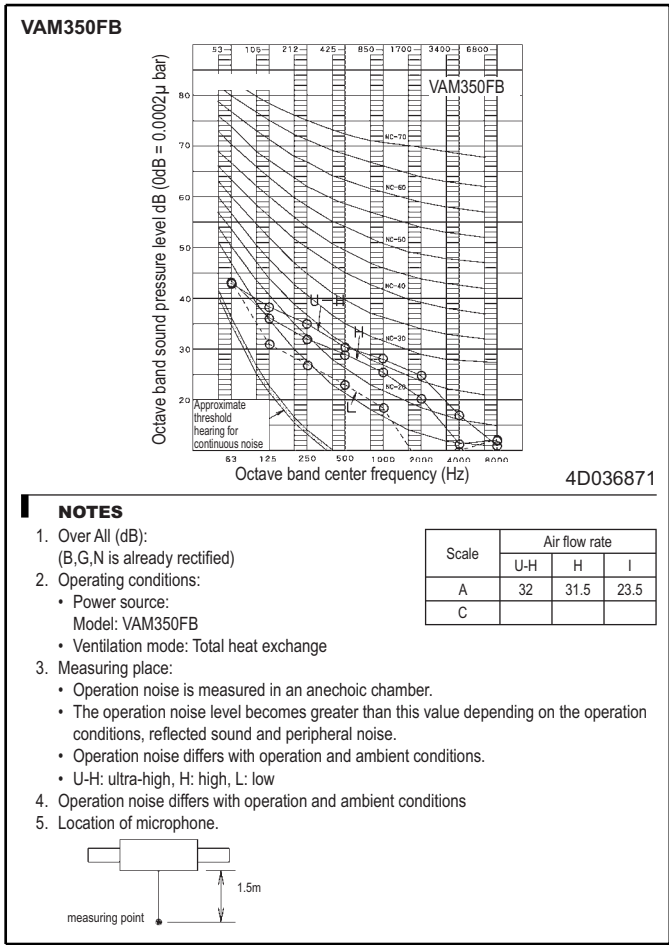 VAM350FB
53 106 212 425 850 1700 3400 6800
Octave band sound pressure level dB (0dB = 0.0002μ bar)
VAM350FB
80
70
60
50
40
30
20
NC-70
NC-60
NC-50
NC-40
NC-30
NC-20
U-H
H
L
Approximate
threshold
hearing for
continuous noise
63 125 250 500 1000 2000 4000 8000
Octave band center frequency (Hz)
4D036871
NOTES
1. Over All (dB):
(B,G,N is already rectified)
Scale Air flow rate
U-H H l
A 32 31.5 23.5
C
2. Operating conditions:
• Power source:
Model: VAM350FB
• Ventilation mode: Total heat exchange
3. Measuring place:
• Operation noise is measured in an anechoic chamber.
• The operation noise level becomes greater than this value depending on the operation
conditions, reflected sound and peripheral noise.
• Operation noise differs with operation and ambient conditions.
• U-H: ultra-high, H: high, L: low
4. Operation noise differs with operation and ambient conditions
5. Location of microphone.
1.5m
measuring point